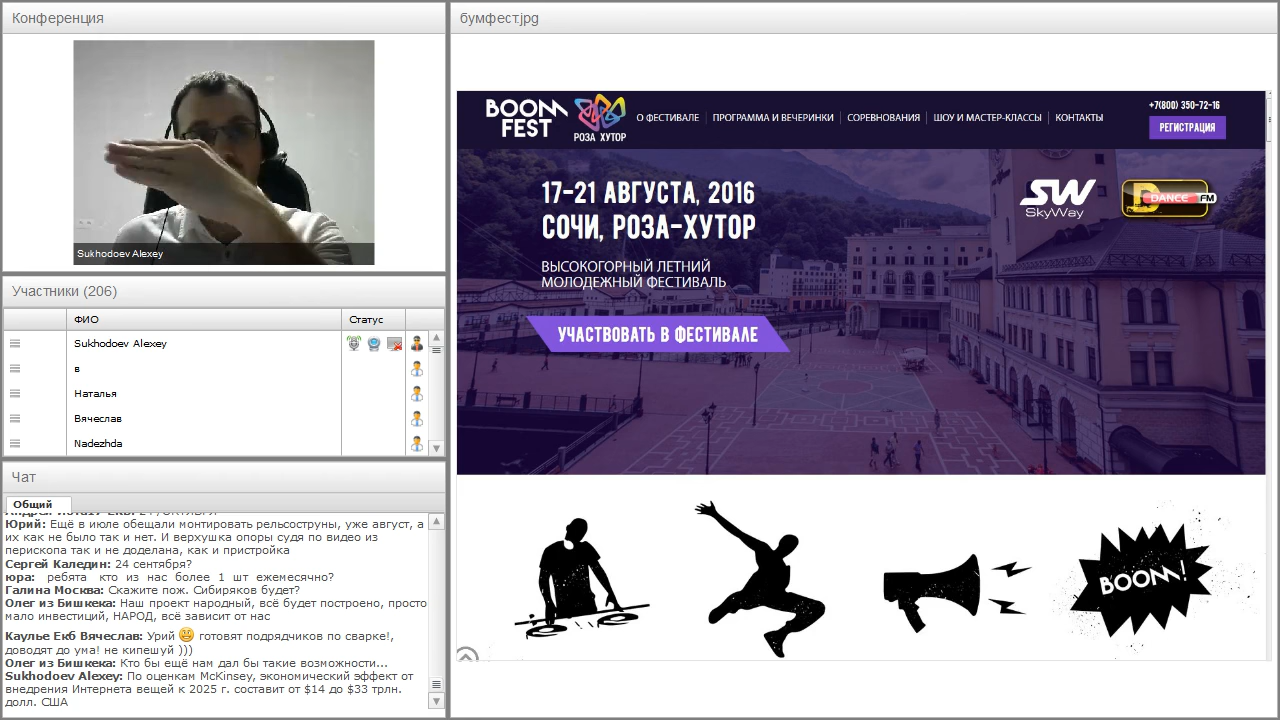 Конференция
Sukhodoev Alexey
Участники (206)
ФИО
Статус
Sukhodoev Alexey
в
Наталья
Вячеслав
Nadezhda
Чат
Общий
Юрий: Ещё в июле обещали монтировать рельсоструны, уже август, а
их как не было так и нет. И верхушка опоры судя по видео из
перископа так и не доделана, как и пристройка
Сергей Каледин: 24 сентября?
юра: ребята кто из нас более 1 шт ежемесячно?
Галина Москва: Скажите пож. Сибиряков будет?
Олег из Бишкека: Наш проект народный, всё будет построено, просто
мало инвестиций, НАРОД, всё зависит от нас
Каулье Екб Вячеслав: Урий готовят подрядчиков по сварке!,
доводят до ума! не кипешуй )))
Олег из Бишкека: Кто бы ещё нам дал бы такие возможности...
Sukhodoev Alexey: По оценкам McKinsey, экономический эффект от
внедрения Интернета вещей к 2025 г. составит от $14 до $33 трлн.
долл. США
бумфест.jpg
BOOM
FEST
РОЗА ХУТОР
О ФЕСТИВАЛЕ
ПРОГРАММА И ВЕЧЕРИНКИ
СОРЕВНОВАНИЯ
ШОУ И МАСТЕР-КЛАССЫ
КОНТАКТЫ
+7(800) 350-72-16
РЕГИСТРАЦИЯ
17-21 АВГУСТА, 2016
СОЧИ, РОЗА-ХУТОР
ВЫСОКОГОРНЫЙ ЛЕТНИЙ
МОЛОДЕЖНЫЙ ФЕСТИВАЛЬ
УЧАСТВОВАТЬ В ФЕСТИВАЛЕ
SW
SkyWay
D
DANCE FM
BOOM!